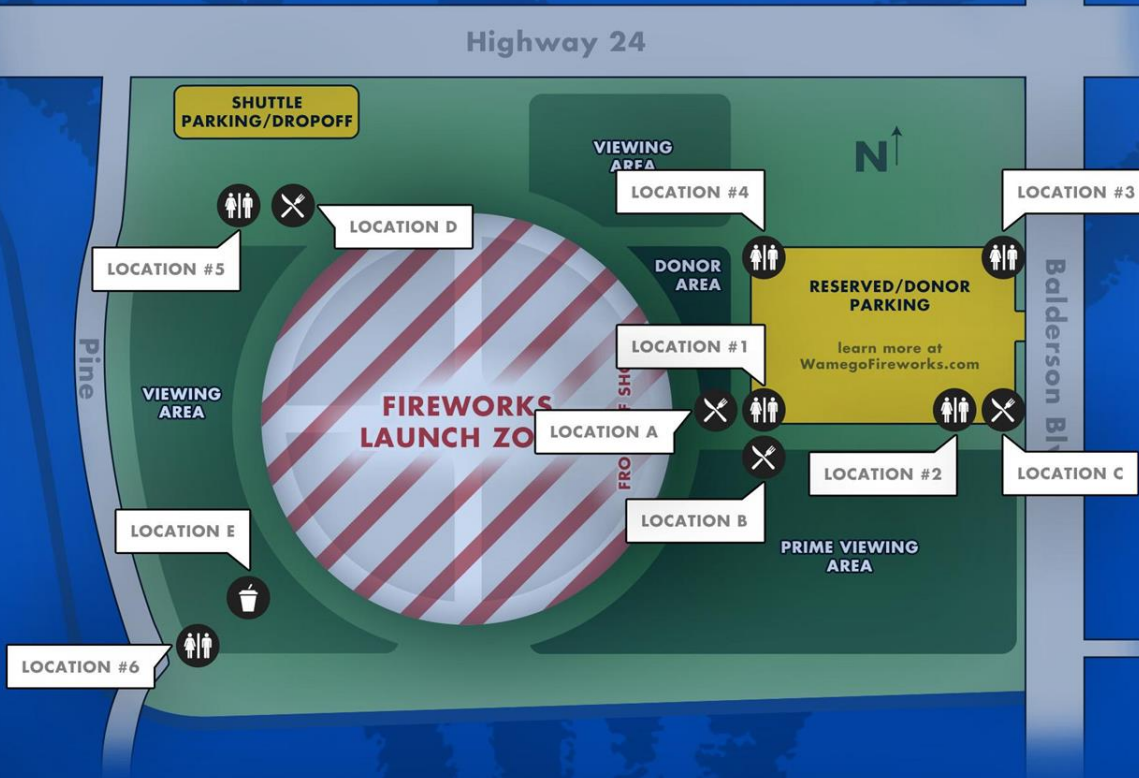 Highway 24
SHUTTLE
PARKING/DROPOFF
VIEWING
AREA
N
LOCATION #4
LOCATION #3
LOCATION D
LOCATION #5
DONOR
AREA
RESERVED/DONOR
PARKING
learn more at
WamegoFireworks.com
Balderson
Pine
LOCATION #1
VIEWING
AREA
FIREWORKS
LAUNCH
LOCATION A
LOCATION #2
LOCATION C
LOCATION B
LOCATION E
PRIME VIEWING
AREA
LOCATION #6